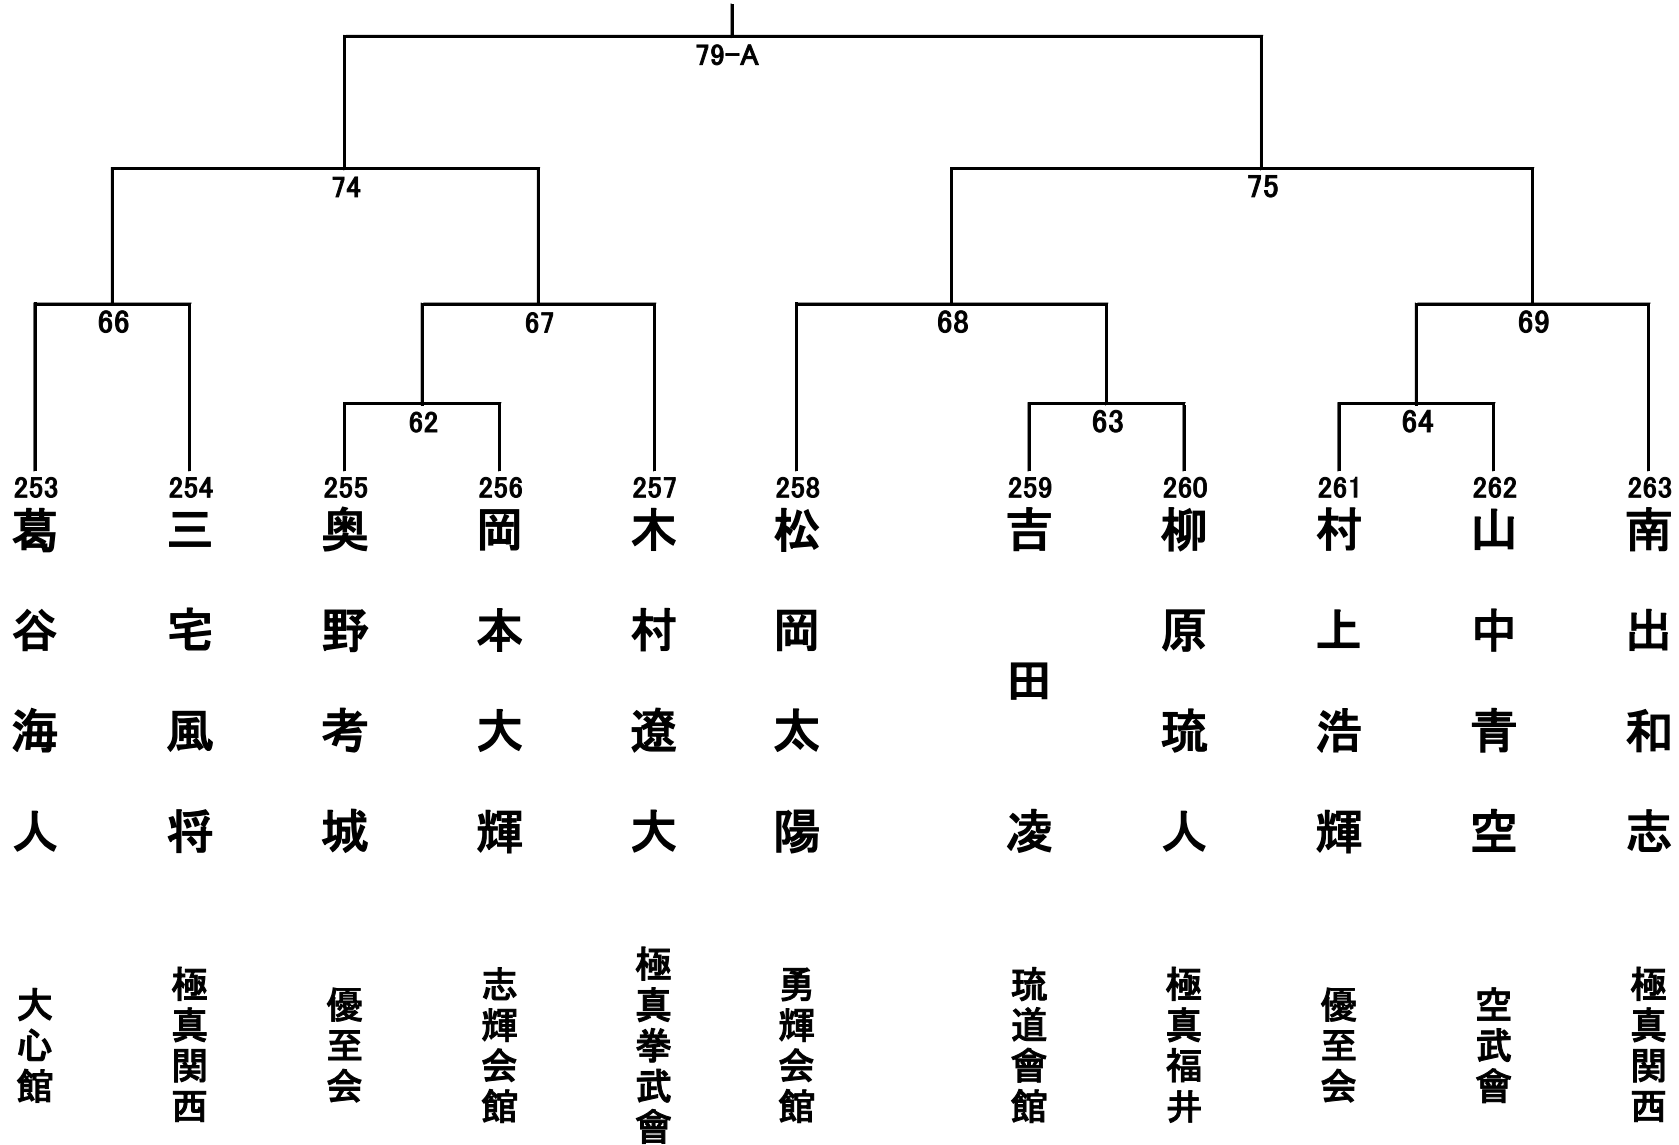 79-A
74
75
66
67
68
69
62
63
64
253
254
255
256
257
258
259
260
261
262
263
葛谷海人
三宅風将
奥野考城
岡本大輝
木村遼大
松岡太陽
吉田凌
柳原琉人
村上浩輝
山中青空
南出和志
大心館
極真関西
優至会
志輝会館
極真拳武會
勇輝会館
琉道會館
極真福井
優至会
空武會
極真関西